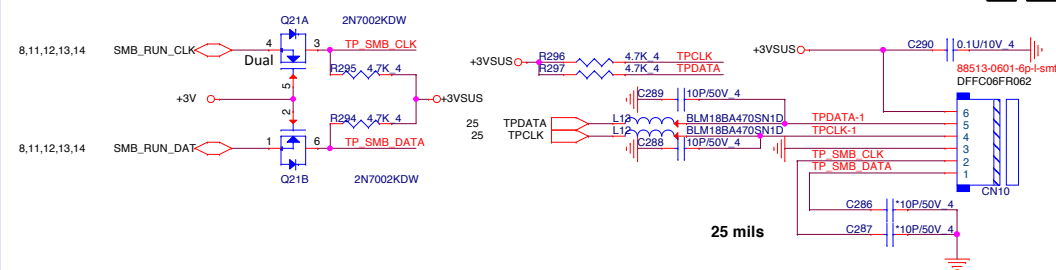 Q21A 2N7002KDW
8,11,12,13,14 SMB_RUN_CLK 4 3 TP_SMB_CLK
Dual
R295 4.7K_4
5
+3V +3VSUS
2
R294 4.7K_4
8,11,12,13,14 SMB_RUN_DAT 1 6 TP_SMB_DATA
Q21B 2N7002KDW
+3VSUS R296 4.7K_4 TPCLK
R297 4.7K_4 TPDATA
C289 10P/50V_4
25 TPDATA L13 BLM18BA470SN1D TPDATA-1
25 TPCLK L12 BLM18BA470SN1D TPCLK-1
C288 10P/50V_4
+3VSUS C290 0.1U/10V_4
88513-0601-6p-l-smt
DFFC06FR062
6
5
4
3
TP_SMB_CLK 2
TP_SMB_DATA 1
CN10
C286 *10P/50V_4
C287 *10P/50V_4
25 mils